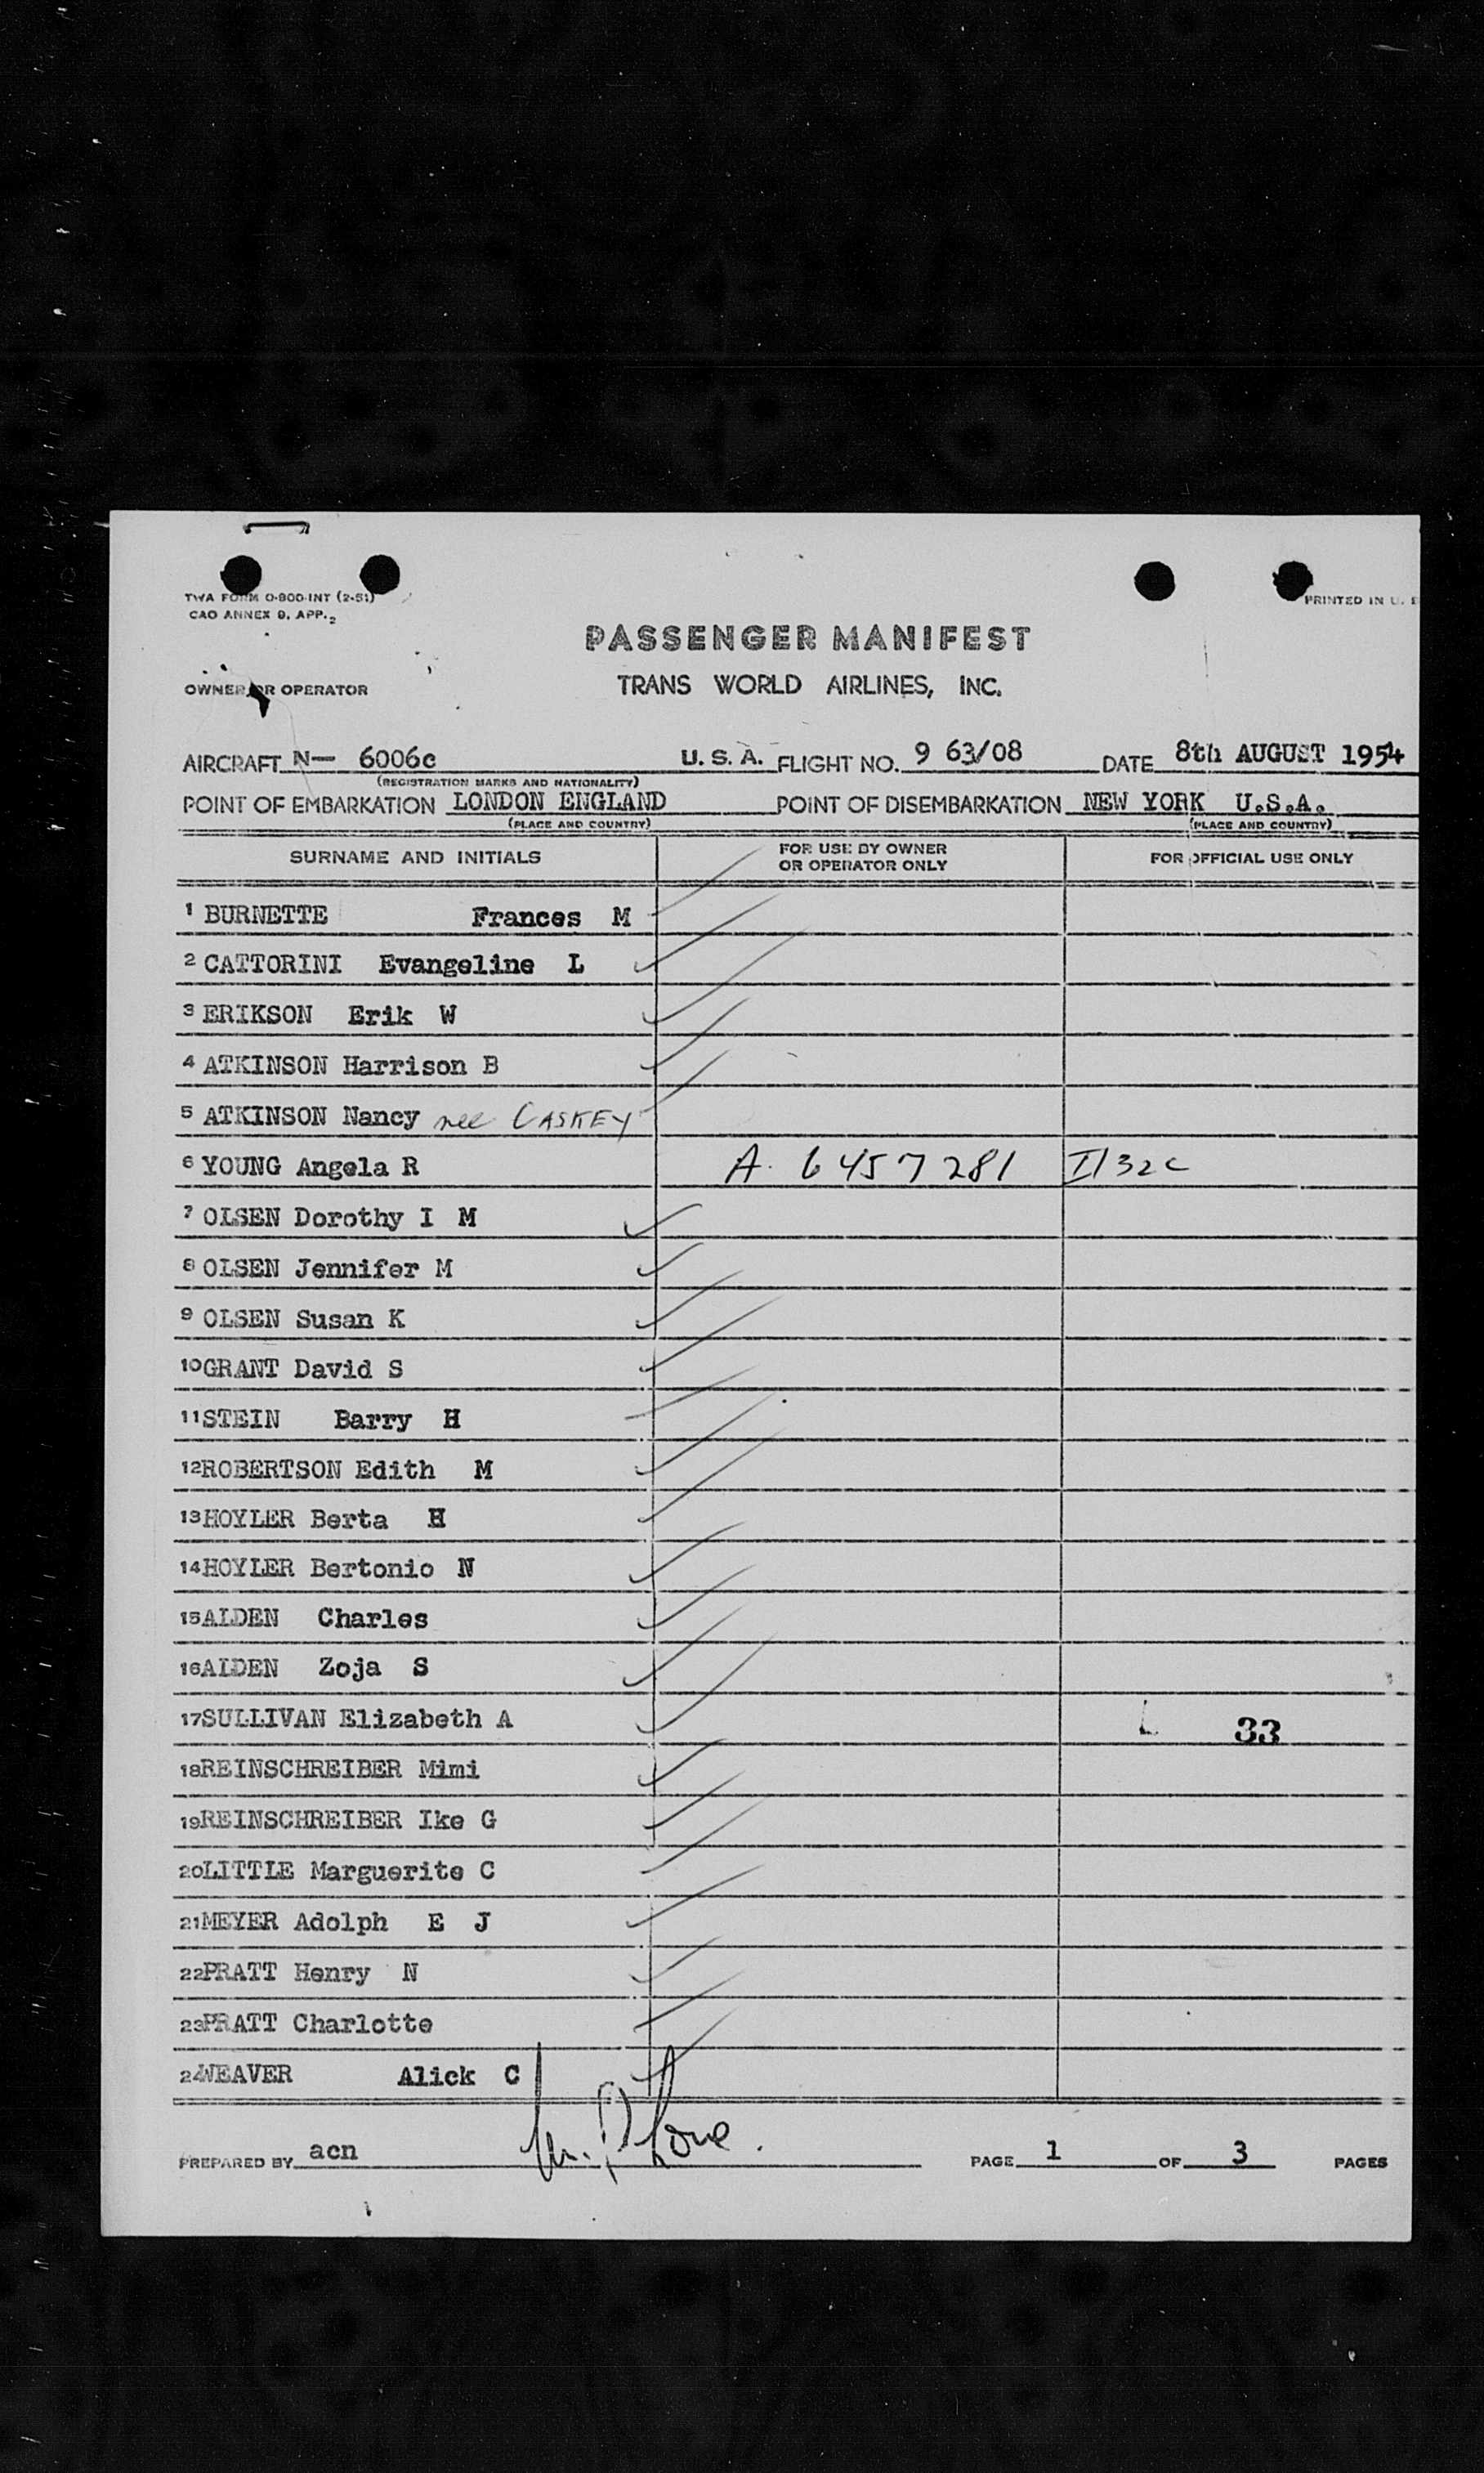 TWA FORM O-800-INT (2-51)
CAO ANNEX 9, APP. 2
PRINTED IN U. S
PASSENGER MANIFEST
OWNER OR OPERATOR
TRANS WORLD AIRLINES, INC.
AIRCRAFT N— 6006c U. S. A. FLIGHT NO. 9 63/08 DATE 8th AUGUST 1954
(REGISTRATION MARKS AND NATIONALITY)
POINT OF EMBARKATION LONDON ENGLAND POINT OF DISEMBARKATION NEW YORK U.S.A.
(PLACE AND COUNTRY) (PLACE AND COUNTRY)
SURNAME AND INITIALS FOR USE BY OWNER OR OPERATOR ONLY FOR OFFICIAL USE ONLY
1 BURNETTE Frances M
2 CATTORINI Evangeline L
3 ERIKSON Erik W
4 ATKINSON Harrison B
5 ATKINSON Nancy nee CASKEY
6 YOUNG Angela R A. 6457281 I132c
7 OLSEN Dorothy I M
8 OLSEN Jennifer M
9 OLSEN Susan K
10 GRANT David S
11 STEIN Barry H
12 ROBERTSON Edith M
13 HOYLER Berta H
14 HOYLER Bertonio N
15 ALDEN Charles
16 ALDEN Zoja S
17 SULLIVAN Elizabeth A L 33
18 REINSCHREIBER Mimi
19 REINSCHREIBER Ike G
20 LITTLE Marguerite C
21 MEYER Adolph E J
22 PRATT Henry N
23 PRATT Charlotte
24 WEAVER Alick C
PREPARED BY acn PAGE 1 OF 3 PAGES